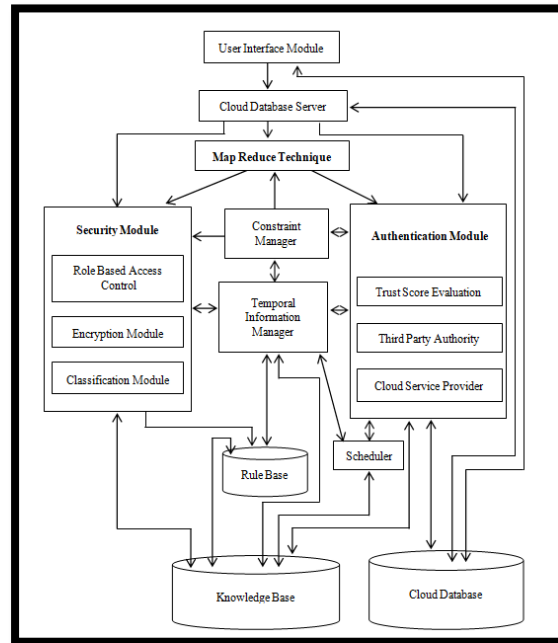 User Interface Module
Cloud Database Server
Map Reduce Technique
Security Module
Role Based Access
Control
Encryption Module
Classification Module
Constraint
Manager
Temporal
Information
Manager
Authentication Module
Trust Score Evaluation
Third Party Authority
Cloud Service Provider
Rule Base
Scheduler
Knowledge Base
Cloud Database